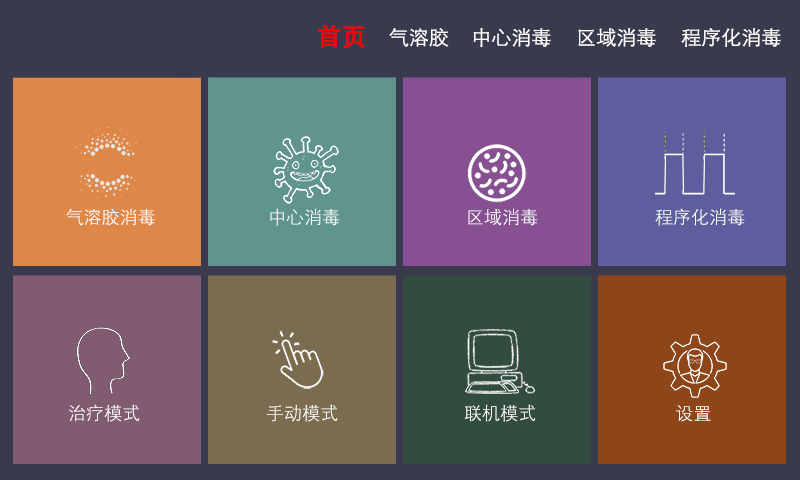 首页 气溶胶 中心消毒 区域消毒 程序化消毒
气溶胶消毒 中心消毒 区域消毒 程序化消毒
治疗模式 手动模式 联机模式 设置